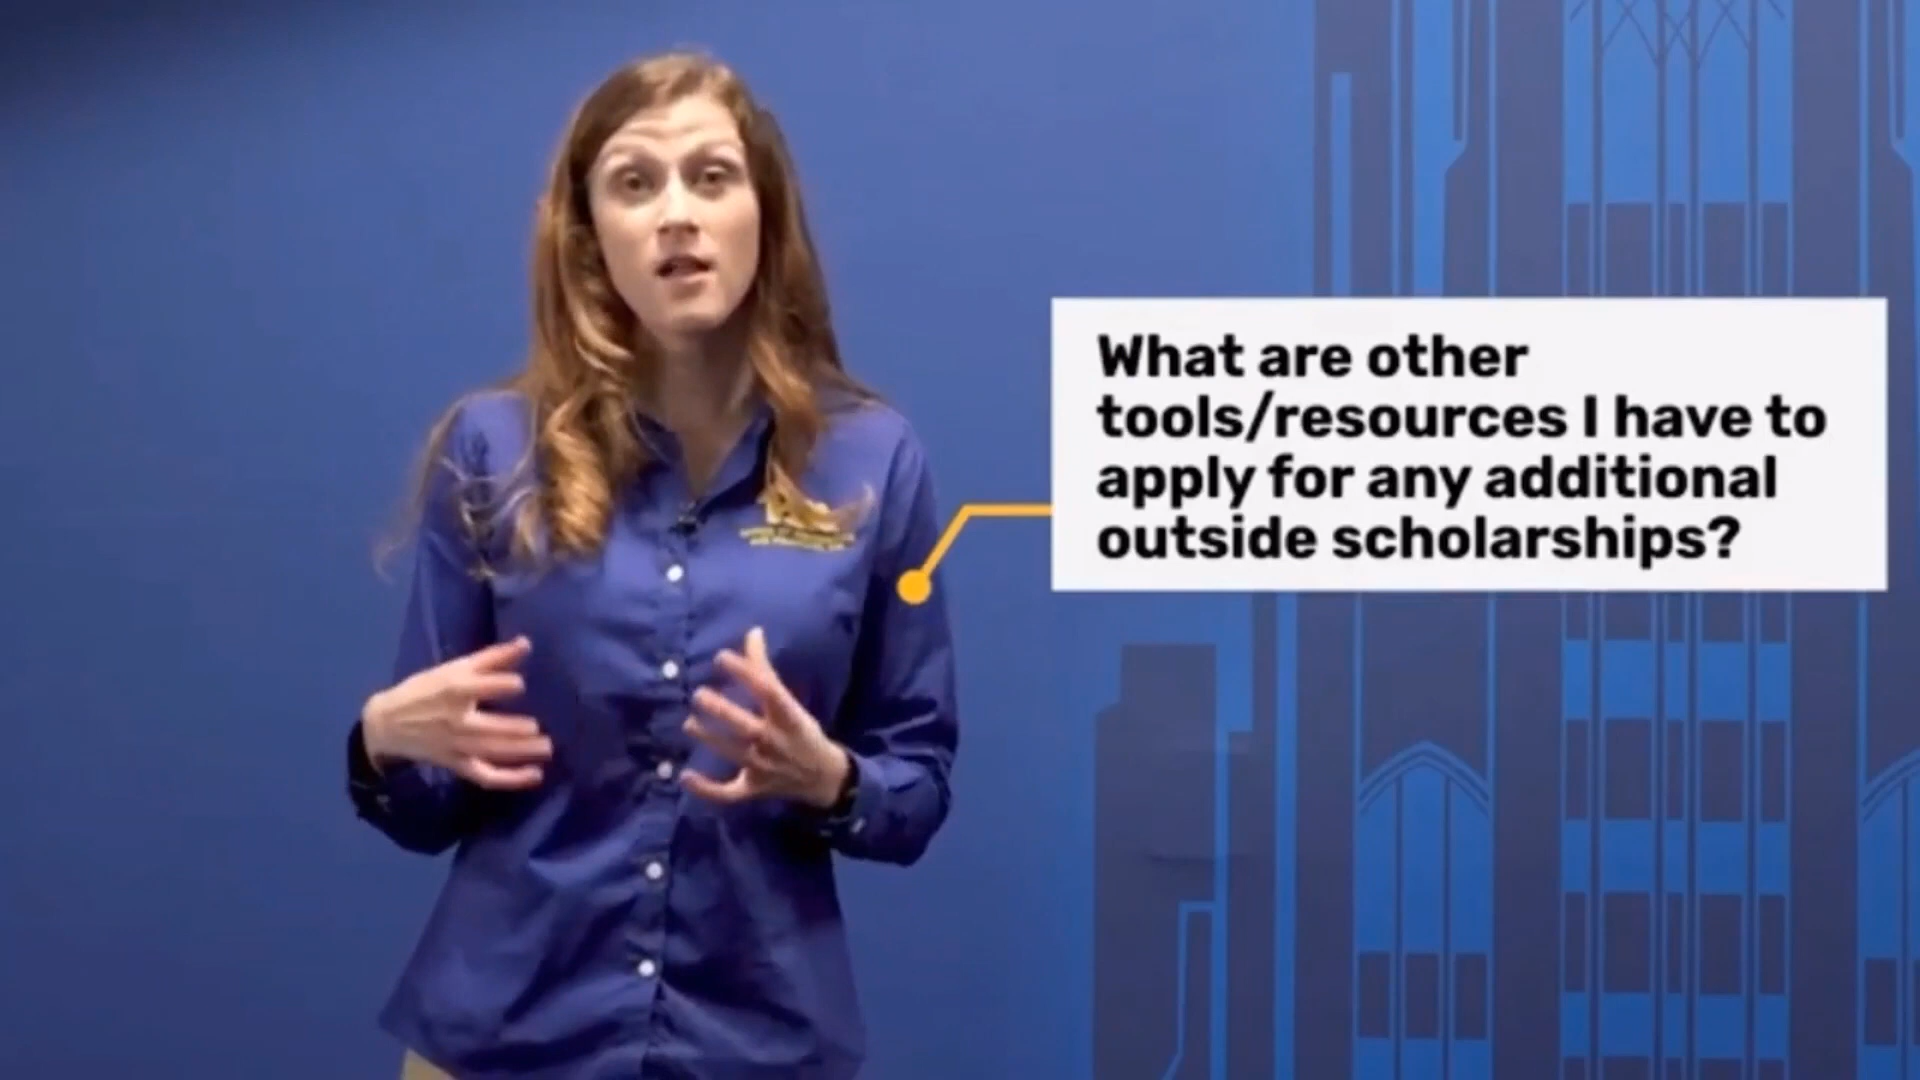 What are other
tools/resources I have to
apply for any additional
outside scholarships?